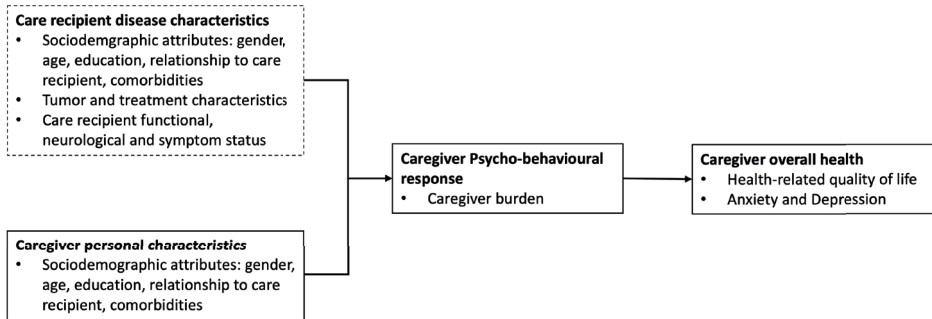 Care recipient disease characteristics
• Sociodemgraphic attributes: gender,
age, education, relationship to care
recipient, comorbidities
• Tumor and treatment characteristics
• Care recipient functional,
neurological and symptom status
Caregiver personal characteristics
• Sociodemographic attributes: gender,
age, education, relationship to care
recipient, comorbidities
Caregiver Psycho-behavioural
response
• Caregiver burden
Caregiver overall health
• Health-related quality of life
• Anxiety and Depression